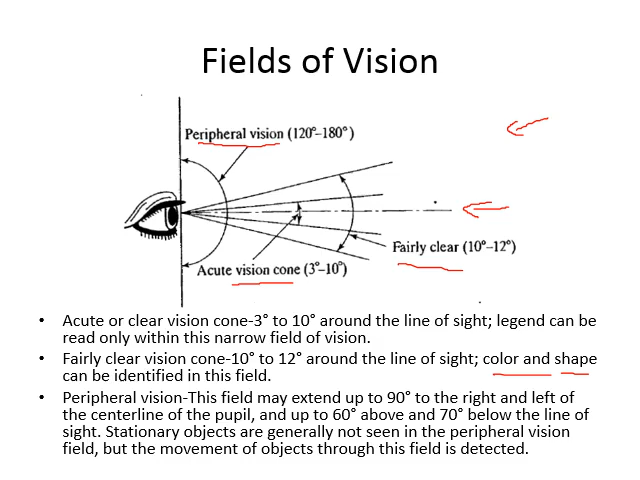 Fields of Vision
Peripheral vision (120°–180°)
Fairly clear (10°–12°)
Acute vision cone (3°–10°)
• Acute or clear vision cone-3° to 10° around the line of sight; legend can be
read only within this narrow field of vision.
• Fairly clear vision cone-10° to 12° around the line of sight; color and shape
can be identified in this field.
• Peripheral vision-This field may extend up to 90° to the right and left of
the centerline of the pupil, and up to 60° above and 70° below the line of
sight. Stationary objects are generally not seen in the peripheral vision
field, but the movement of objects through this field is detected.